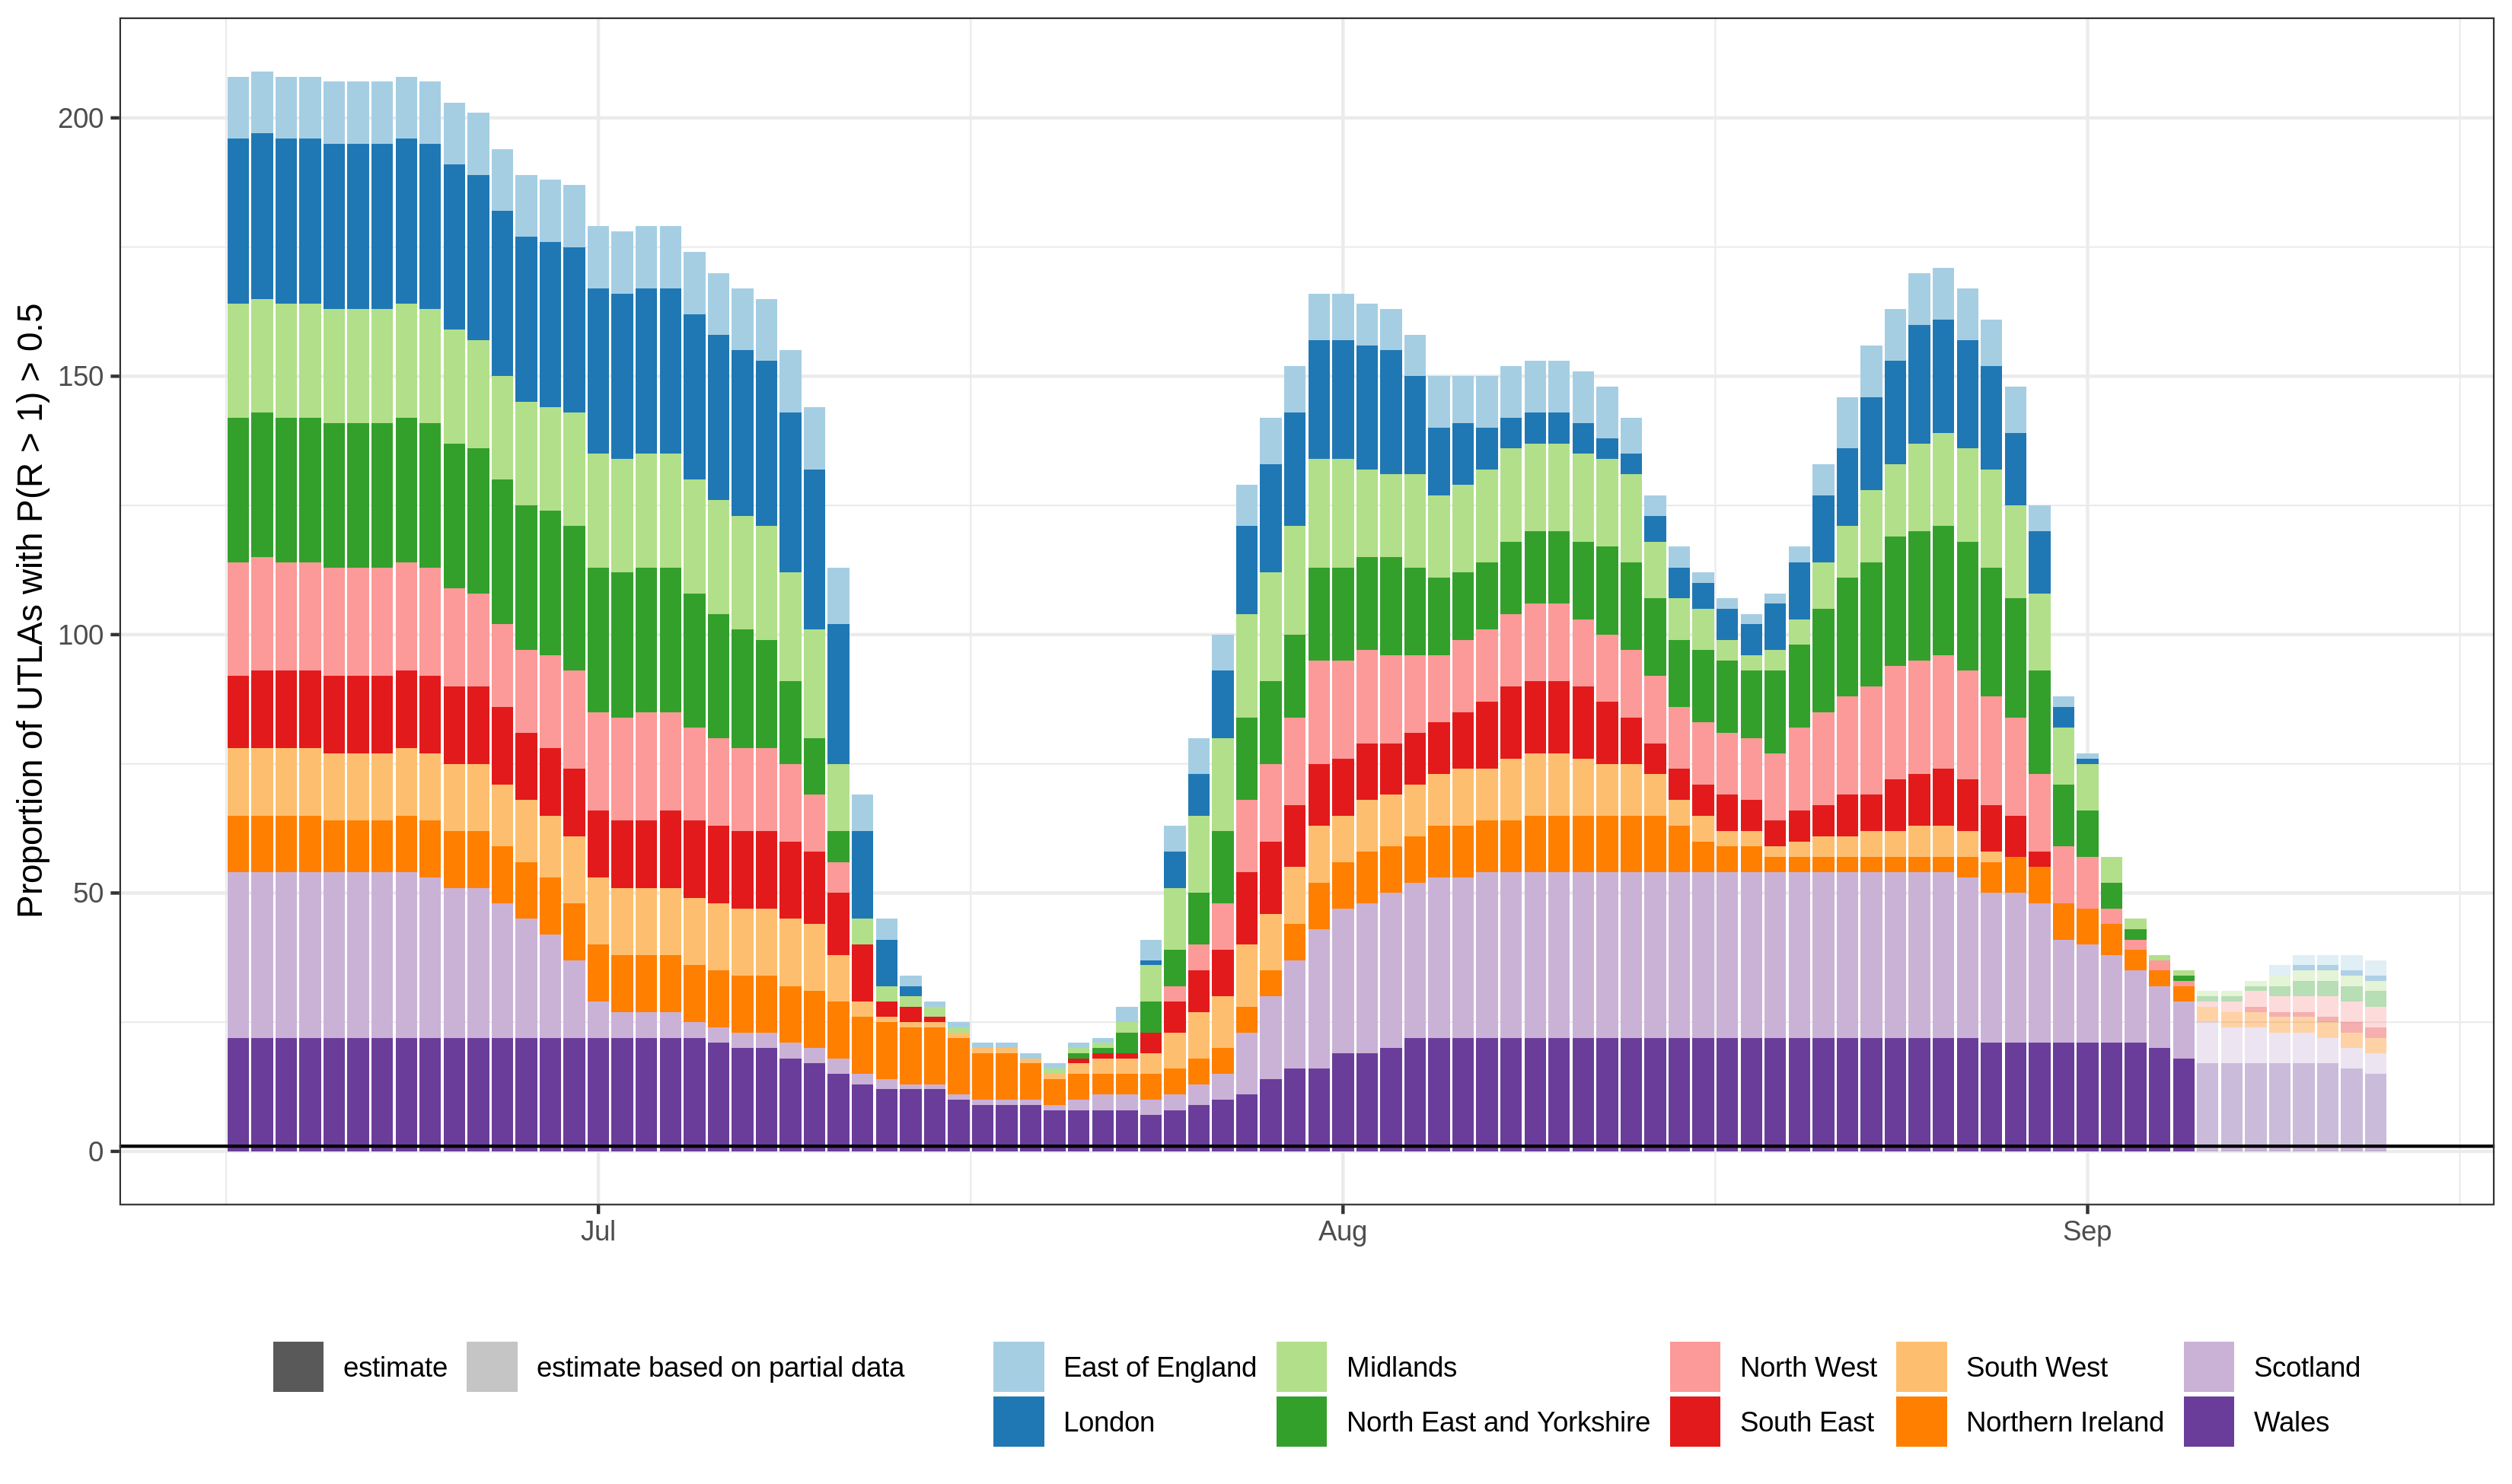 Proportion of UTLAs with P(R > 1) > 0.5
200
150
100
50
0
Jul
Aug
Sep
estimate
estimate based on partial data
East of England
Midlands
North West
South West
Scotland
London
North East and Yorkshire
South East
Northern Ireland
Wales